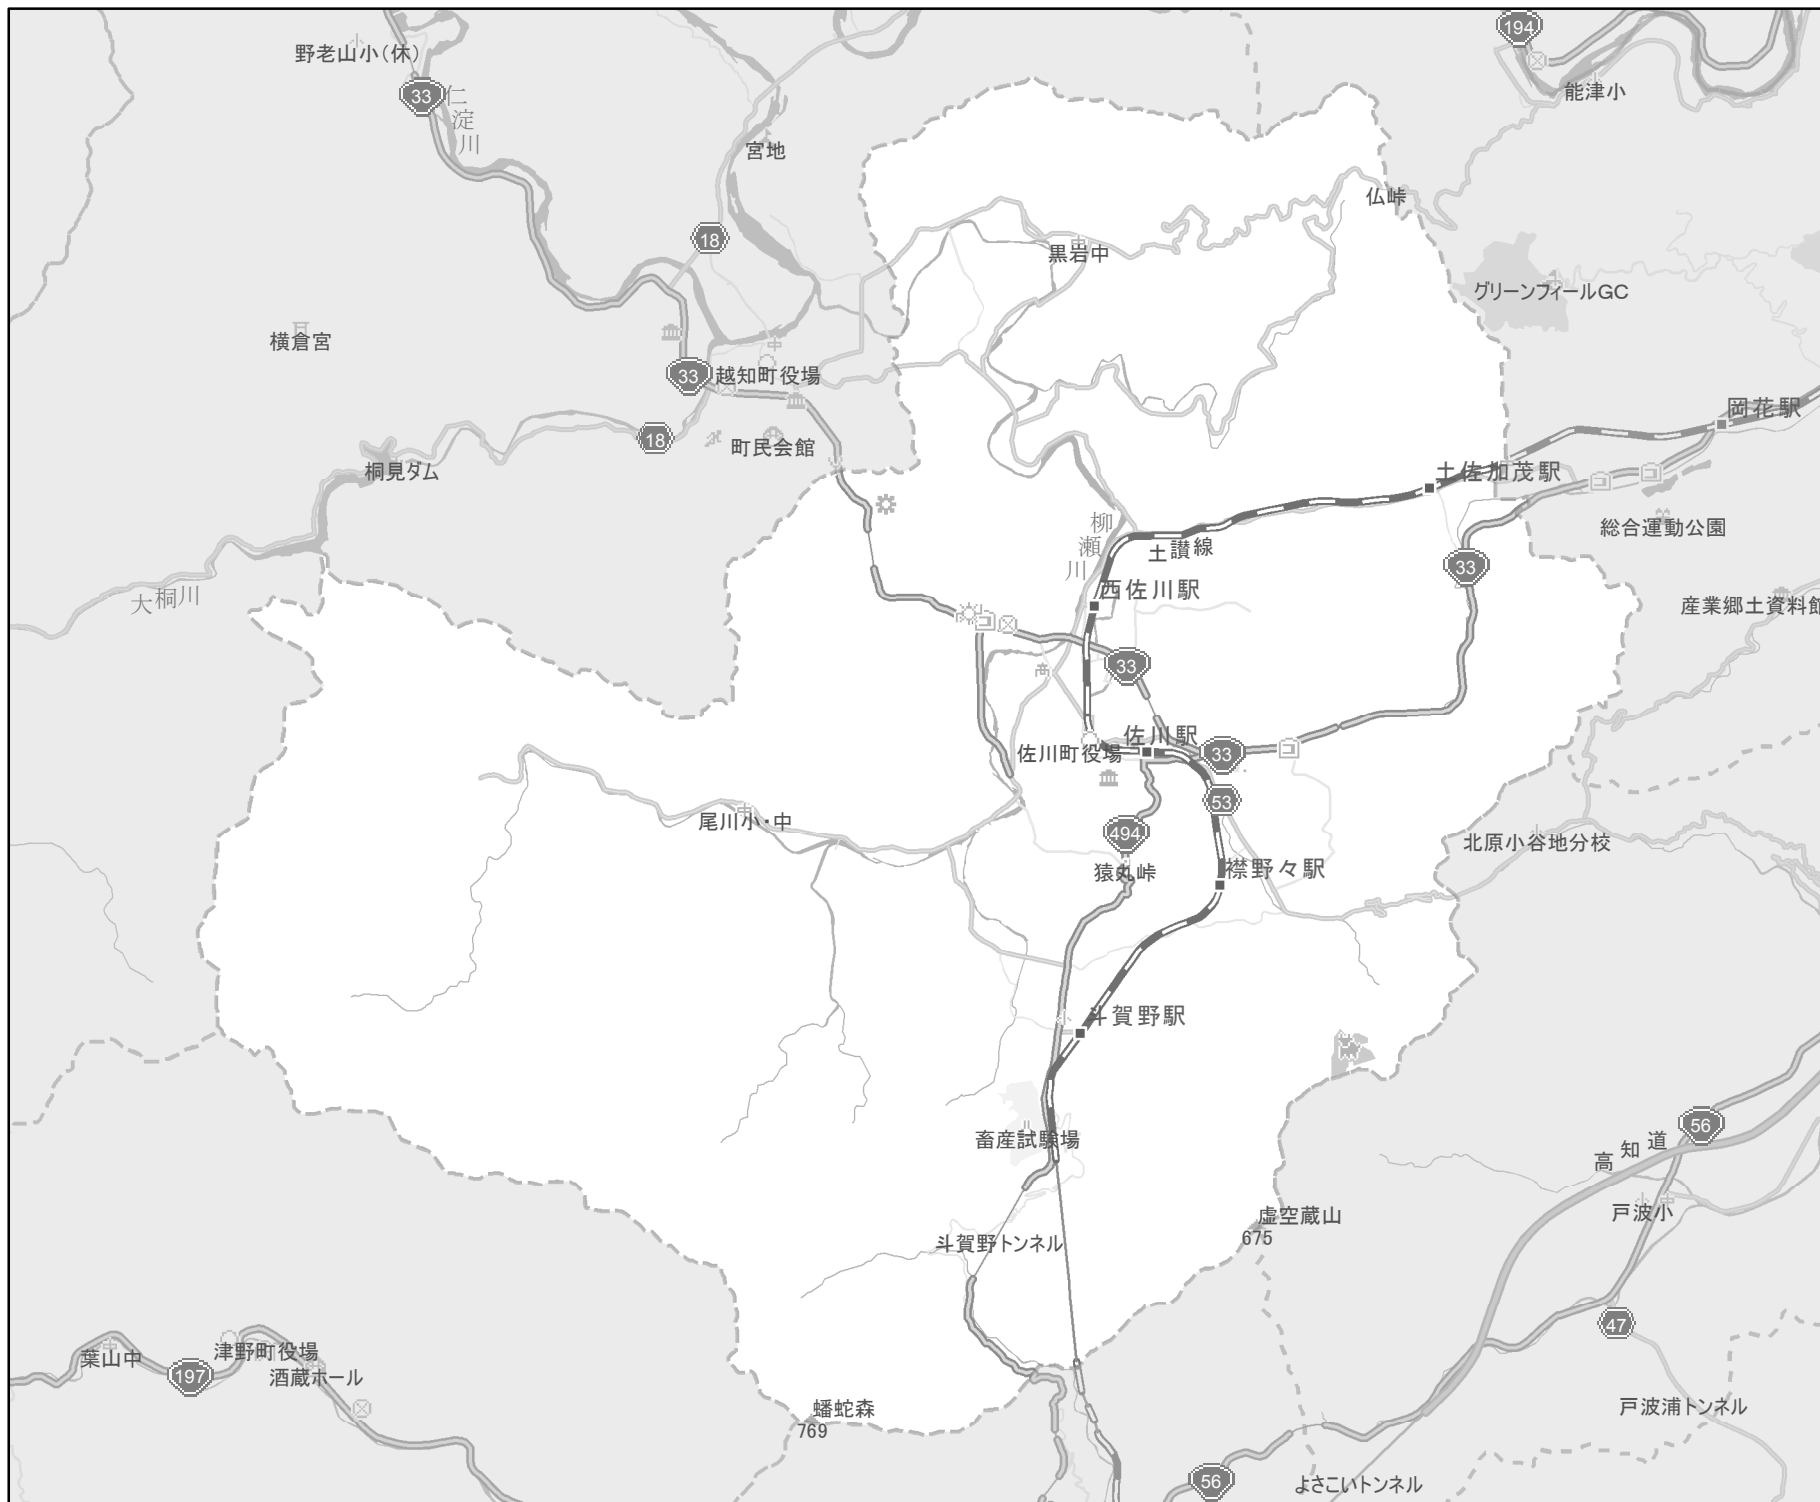 194
野老山小(休)
能津小
33
仁淀川
宮地
仏峠
18
黒岩中
グリーンフィールGC
横倉宮
33
越知町役場
岡花駅
18
町民会館
桐見ダム
土佐加茂駅
総合運動公園
柳瀬川
土讃線
33
西佐川駅
大桐川
産業郷土資料館
33
佐川駅
佐川町役場
33
53
尾川小・中
494
北原小谷地分校
猿丸峠
襟野々駅
小
斗賀野駅
56
畜産試験場
高知道
戸波小
虚空蔵山
675
斗賀野トンネル
47
津野町役場
葉山中
197
酒蔵ホール
蟠蛇森
769
戸波浦トンネル
56
よさこいトンネル